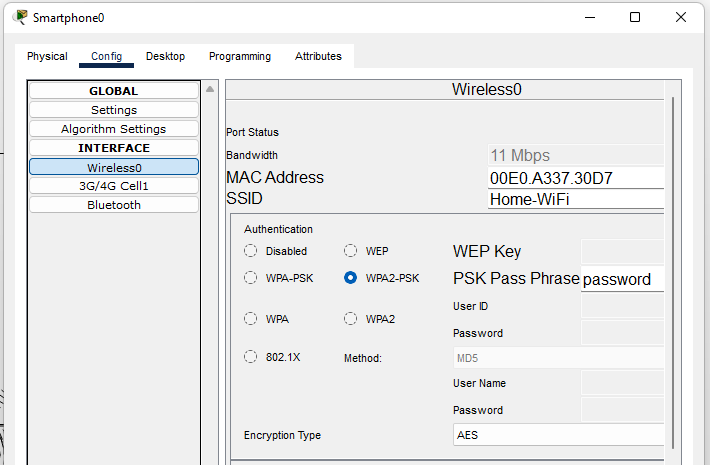 Smartphone0
Physical Config Desktop Programming Attributes
GLOBAL
Settings
Algorithm Settings
INTERFACE
Wireless0
3G/4G Cell1
Bluetooth
Wireless0
Port Status
Bandwidth 11 Mbps
MAC Address 00E0.A337.30D7
SSID Home-WiFi
Authentication
Disabled WEP WEP Key
WPA-PSK WPA2-PSK PSK Pass Phrase password
User ID
WPA WPA2
Password
802.1X Method: MD5
User Name
Password
Encryption Type AES